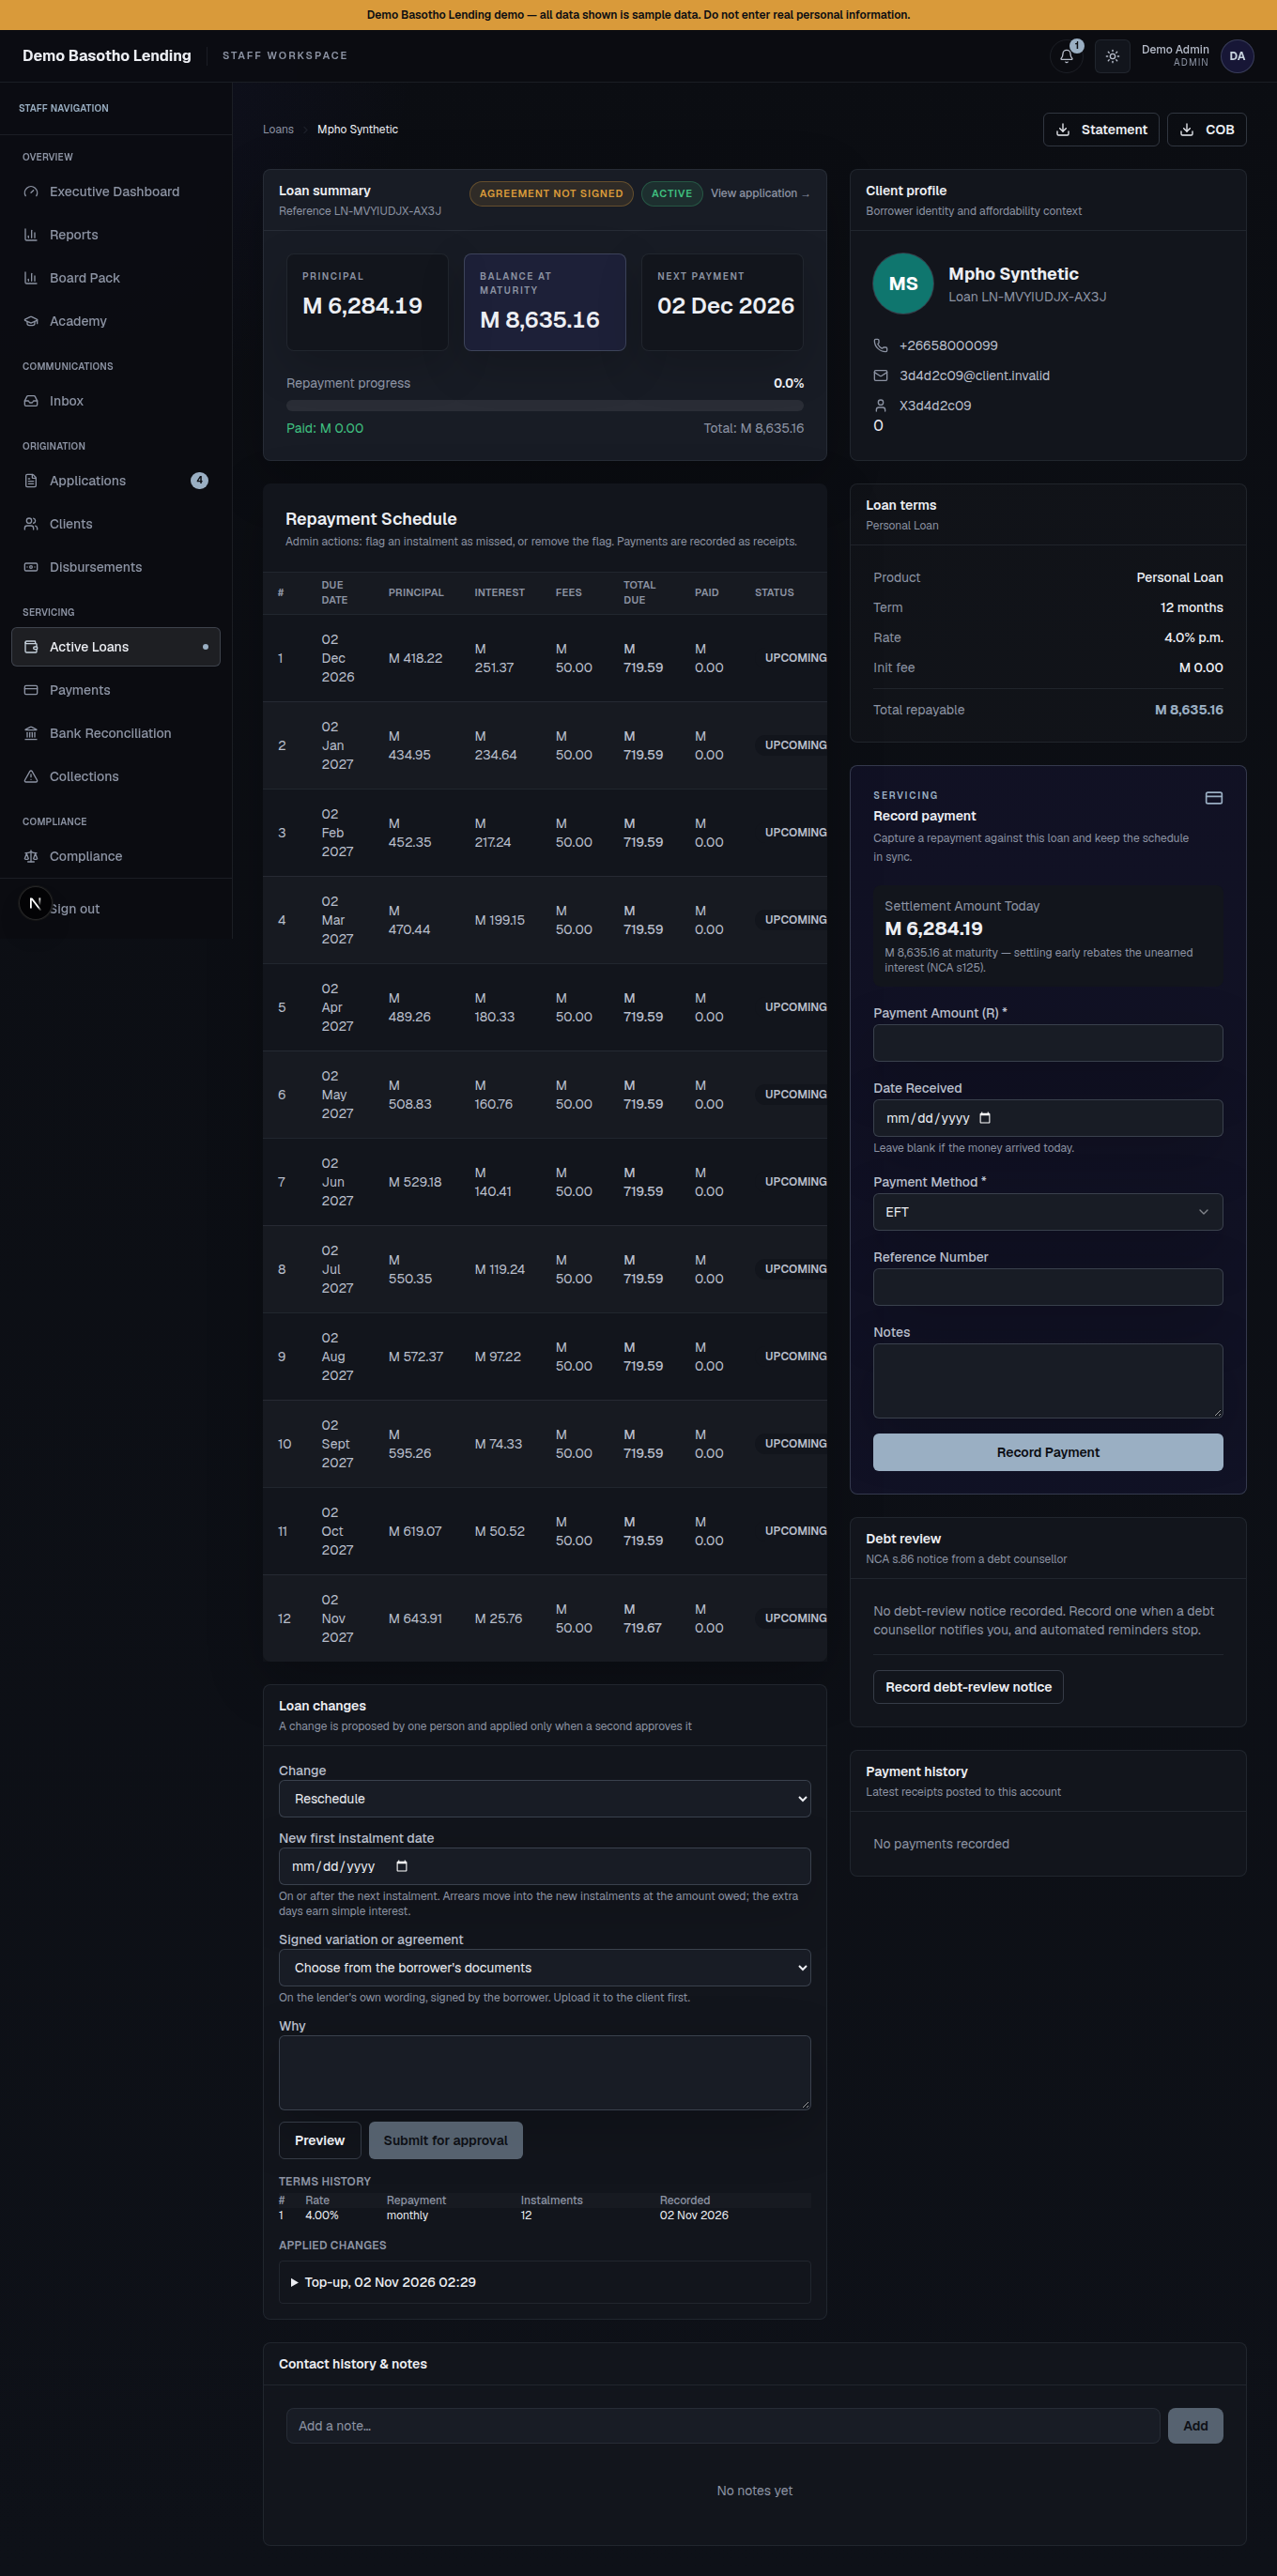 Demo Basotho Lending demo — all data shown is sample data. Do not enter real personal information.
Demo Basotho Lending
STAFF WORKSPACE
1
Demo Admin
ADMIN
DA
STAFF NAVIGATION
OVERVIEW
Executive Dashboard
Reports
Board Pack
Academy
COMMUNICATIONS
Inbox
ORIGINATION
Applications 4
Clients
Disbursements
SERVICING
Active Loans
Payments
Bank Reconciliation
Collections
COMPLIANCE
Compliance
N
Sign out
Loans › Mpho Synthetic
Statement
COB
Loan summary
Reference LN-MVYIUDJX-AX3J
AGREEMENT NOT SIGNED
ACTIVE
View application →
PRINCIPAL
M 6,284.19
BALANCE AT
MATURITY
M 8,635.16
NEXT PAYMENT
02 Dec 2026
Repayment progress 0.0%
Paid: M 0.00 Total: M 8,635.16
Client profile
Borrower identity and affordability context
MS
Mpho Synthetic
Loan LN-MVYIUDJX-AX3J
+26658000099
3d4d2c09@client.invalid
X3d4d2c09
0
Repayment Schedule
Admin actions: flag an instalment as missed, or remove the flag. Payments are recorded as receipts.
# DUE DATE PRINCIPAL INTEREST FEES TOTAL DUE PAID STATUS
1 02 Dec 2026 M 418.22 M 251.37 M 50.00 M 719.59 M 0.00 UPCOMING
2 02 Jan 2027 M 434.95 M 234.64 M 50.00 M 719.59 M 0.00 UPCOMING
3 02 Feb 2027 M 452.35 M 217.24 M 50.00 M 719.59 M 0.00 UPCOMING
4 02 Mar 2027 M 470.44 M 199.15 M 50.00 M 719.59 M 0.00 UPCOMING
5 02 Apr 2027 M 489.26 M 180.33 M 50.00 M 719.59 M 0.00 UPCOMING
6 02 May 2027 M 508.83 M 160.76 M 50.00 M 719.59 M 0.00 UPCOMING
7 02 Jun 2027 M 529.18 M 140.41 M 50.00 M 719.59 M 0.00 UPCOMING
8 02 Jul 2027 M 550.35 M 119.24 M 50.00 M 719.59 M 0.00 UPCOMING
9 02 Aug 2027 M 572.37 M 97.22 M 50.00 M 719.59 M 0.00 UPCOMING
10 02 Sept 2027 M 595.26 M 74.33 M 50.00 M 719.59 M 0.00 UPCOMING
11 02 Oct 2027 M 619.07 M 50.52 M 50.00 M 719.59 M 0.00 UPCOMING
12 02 Nov 2027 M 643.91 M 25.76 M 50.00 M 719.67 M 0.00 UPCOMING
Loan terms
Personal Loan
Product Personal Loan
Term 12 months
Rate 4.0% p.m.
Init fee M 0.00
Total repayable M 8,635.16
SERVICING
Record payment
Capture a repayment against this loan and keep the schedule
in sync.
Settlement Amount Today
M 6,284.19
M 8,635.16 at maturity — settling early rebates the unearned
interest (NCA s125).
Payment Amount (R) *
Date Received
mm/dd/yyyy
Leave blank if the money arrived today.
Payment Method *
EFT
Reference Number
Notes
Record Payment
Debt review
NCA s.86 notice from a debt counsellor
No debt-review notice recorded. Record one when a debt
counsellor notifies you, and automated reminders stop.
Record debt-review notice
Payment history
Latest receipts posted to this account
No payments recorded
Loan changes
A change is proposed by one person and applied only when a second approves it
Change
Reschedule
New first instalment date
mm/dd/yyyy
On or after the next instalment. Arrears move into the new instalments at the amount owed; the extra
days earn simple interest.
Signed variation or agreement
Choose from the borrower's documents
On the lender's own wording, signed by the borrower. Upload it to the client first.
Why
Preview
Submit for approval
TERMS HISTORY
# Rate Repayment Instalments Recorded
1 4.00% monthly 12 02 Nov 2026
APPLIED CHANGES
Top-up, 02 Nov 2026 02:29
Contact history & notes
Add a note...
Add
No notes yet